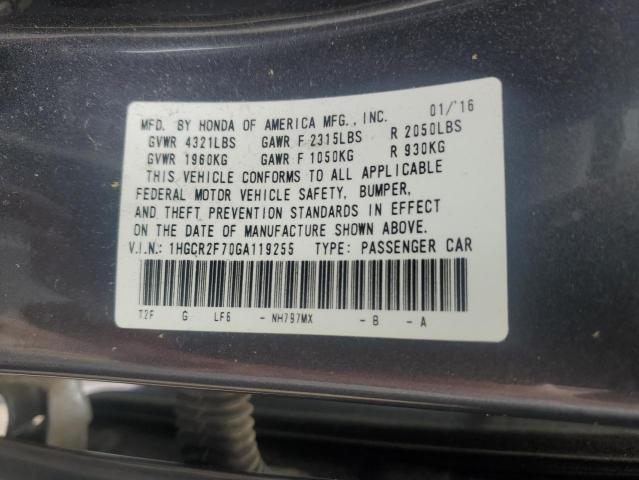 MFD. BY HONDA OF AMERICA MFG., INC. 01/'16
GVWR 4321LBS GAWR F 2315LBS R 2050LBS
GVWR 1960KG GAWR F 1050KG R 930KG
THIS VEHICLE CONFORMS TO ALL APPLICABLE
FEDERAL MOTOR VEHICLE SAFETY, BUMPER,
AND THEFT PREVENTION STANDARDS IN EFFECT
ON THE DATE OF MANUFACTURE SHOWN ABOVE.
V.I.N.: 1HGCR2F70GA119255 TYPE: PASSENGER CAR
T2F G LF6 - NH797MX - B - A